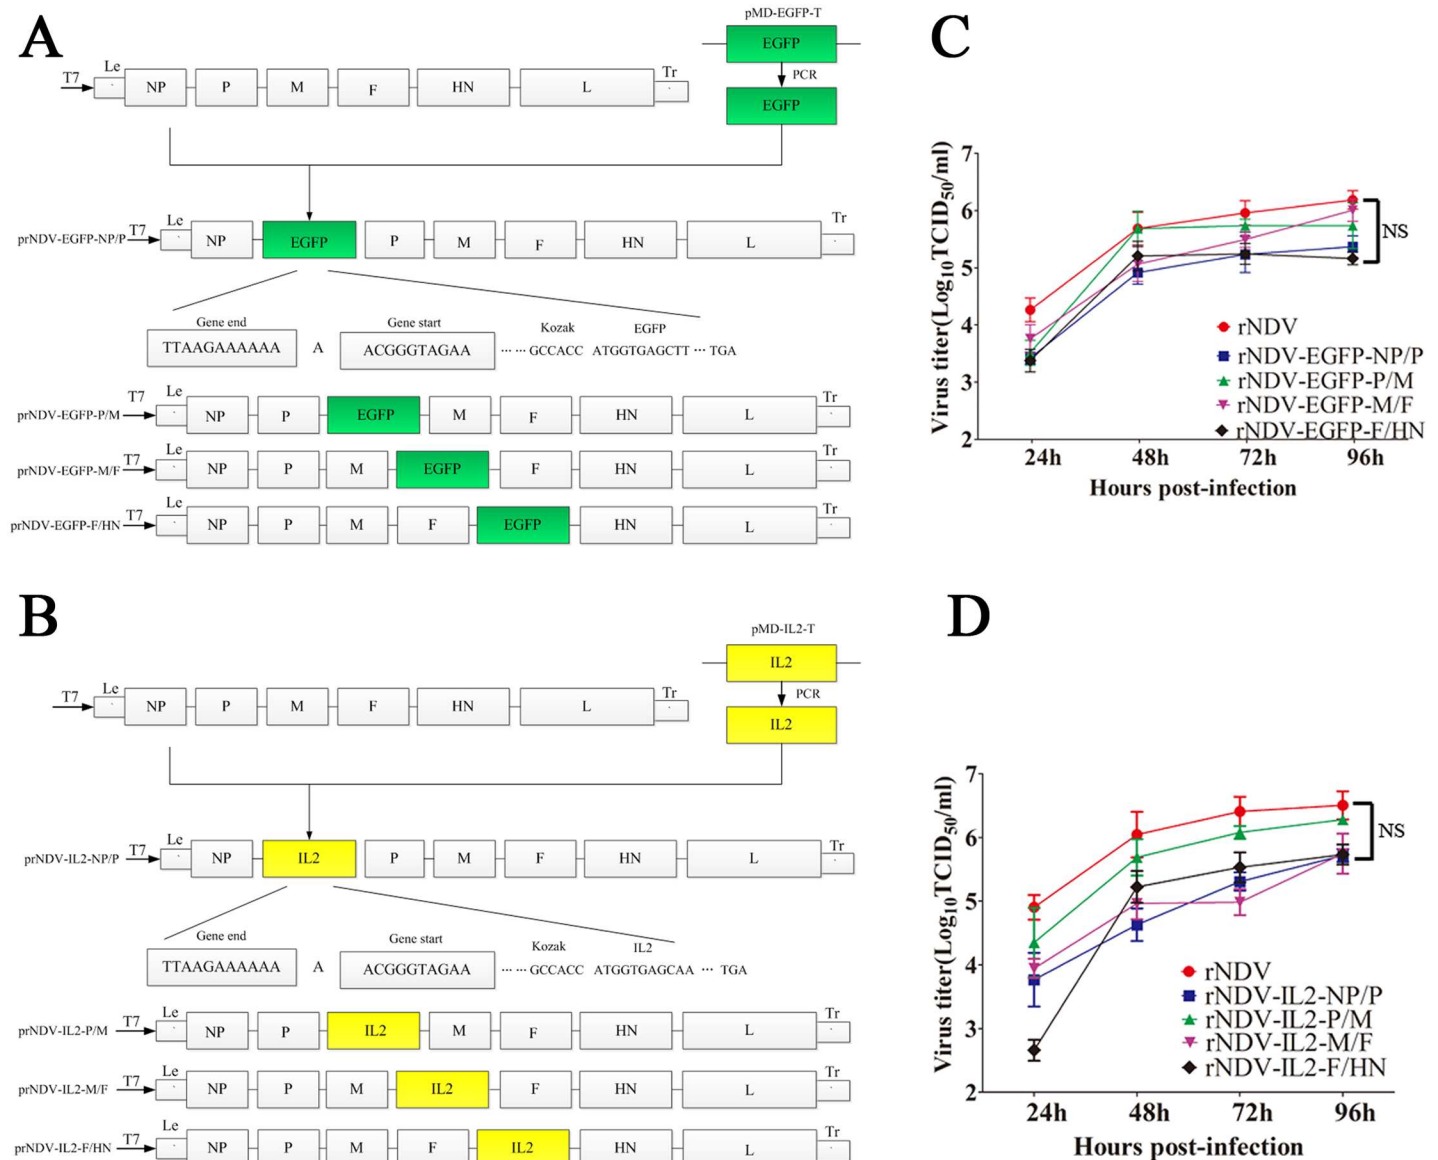 A
pMD-EGFP-T
EGFP
PCR
EGFP
T7 Le NP P M F HN L Tr
prNDV-EGFP-NP/P T7 Le NP EGFP P M F HN L Tr
Gene end Gene start Kozak EGFP
TTAAGAAAAAA A ACGGGTAGAA ··· ··· GCCACC ATGGTGAGCTT ··· TGA
prNDV-EGFP-P/M T7 Le NP P EGFP M F HN L Tr
prNDV-EGFP-M/F T7 Le NP P M EGFP F HN L Tr
prNDV-EGFP-F/HN T7 Le NP P M F EGFP HN L Tr
B
pMD-IL2-T
IL2
PCR
IL2
T7 Le NP P M F HN L Tr
prNDV-IL2-NP/P T7 Le NP IL2 P M F HN L Tr
Gene end Gene start Kozak IL2
TTAAGAAAAAA A ACGGGTAGAA ··· ··· GCCACC ATGGTGAGCAA ··· TGA
prNDV-IL2-P/M T7 Le NP P IL2 M F HN L Tr
prNDV-IL2-M/F T7 Le NP P M IL2 F HN L Tr
prNDV-IL2-F/HN T7 Le NP P M F IL2 HN L Tr
C
Virus titer(Log10TCID50/ml)
7
6
5
4
3
2
NS
rNDV
rNDV-EGFP-NP/P
rNDV-EGFP-P/M
rNDV-EGFP-M/F
rNDV-EGFP-F/HN
24h 48h 72h 96h
Hours post-infection
D
Virus titer(Log10TCID50/ml)
7
6
5
4
3
2
NS
rNDV
rNDV-IL2-NP/P
rNDV-IL2-P/M
rNDV-IL2-M/F
rNDV-IL2-F/HN
24h 48h 72h 96h
Hours post-infection